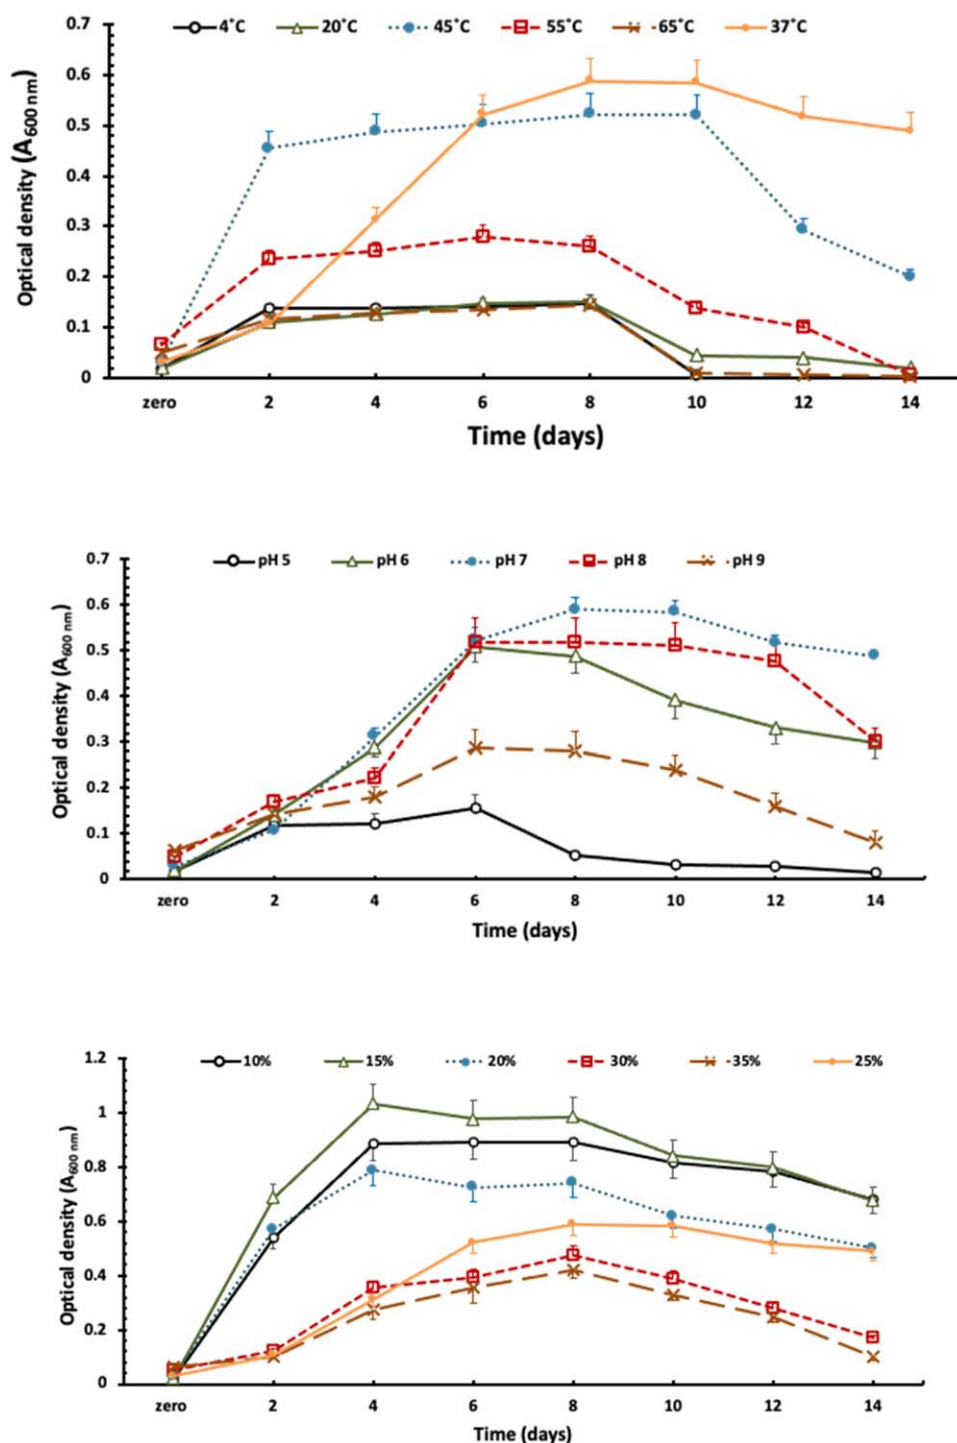 4˚C 20˚C 45˚C 55˚C 65˚C 37˚C
Optical density (A600 nm)
0.7
0.6
0.5
0.4
0.3
0.2
0.1
0
zero 2 4 6 8 10 12 14
Time (days)
pH 5 pH 6 pH 7 pH 8 pH 9
Optical density (A600 nm)
0.7
0.6
0.5
0.4
0.3
0.2
0.1
0
zero 2 4 6 8 10 12 14
Time (days)
10% 15% 20% 30% 35% 25%
Optical density (A600 nm)
1.2
1
0.8
0.6
0.4
0.2
0
zero 2 4 6 8 10 12 14
Time (days)